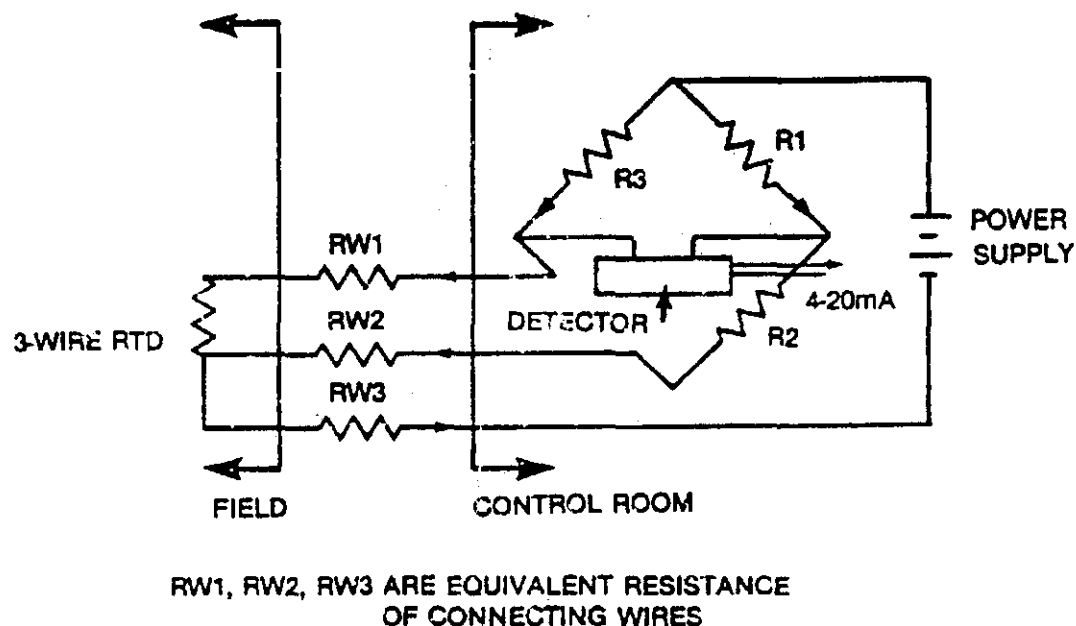 R1
R3
POWER
SUPPLY
RW1
4-20mA
DETECTOR
R2
RW2
3-WIRE RTD
RW3
FIELD
CONTROL ROOM
RW1, RW2, RW3 ARE EQUIVALENT RESISTANCE
OF CONNECTING WIRES